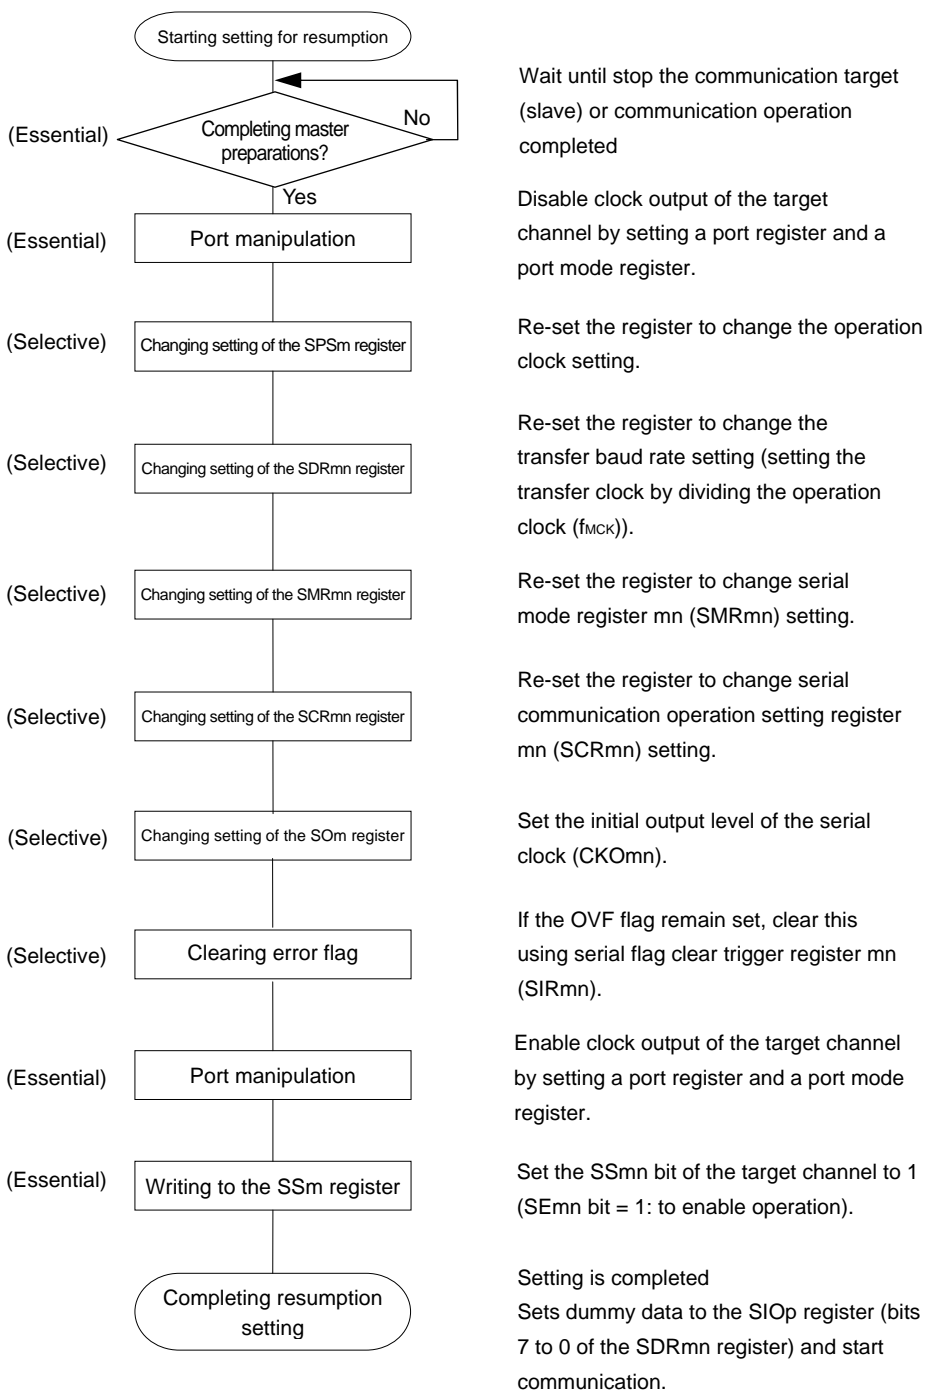 Starting setting for resumption
Wait until stop the communication target
(slave) or communication operation
completed
(Essential)
Completing master
preparations?
No
Yes
Disable clock output of the target
channel by setting a port register and a
port mode register.
(Essential)
Port manipulation
Re-set the register to change the operation
clock setting.
(Selective)
Changing setting of the SPSm register
Re-set the register to change the
transfer baud rate setting (setting the
transfer clock by dividing the operation
clock (fMCK)).
(Selective)
Changing setting of the SDRmn register
Re-set the register to change serial
mode register mn (SMRmn) setting.
(Selective)
Changing setting of the SMRmn register
Re-set the register to change serial
communication operation setting register
mn (SCRmn) setting.
(Selective)
Changing setting of the SCRmn register
Set the initial output level of the serial
clock (CKOmn).
(Selective)
Changing setting of the SOm register
If the OVF flag remain set, clear this
using serial flag clear trigger register mn
(SIRmn).
(Selective)
Clearing error flag
Enable clock output of the target channel
by setting a port register and a port mode
register.
(Essential)
Port manipulation
Set the SSmn bit of the target channel to 1
(SEmn bit = 1: to enable operation).
(Essential)
Writing to the SSm register
Completing resumption
setting
Setting is completed
Sets dummy data to the SIOp register (bits
7 to 0 of the SDRmn register) and start
communication.